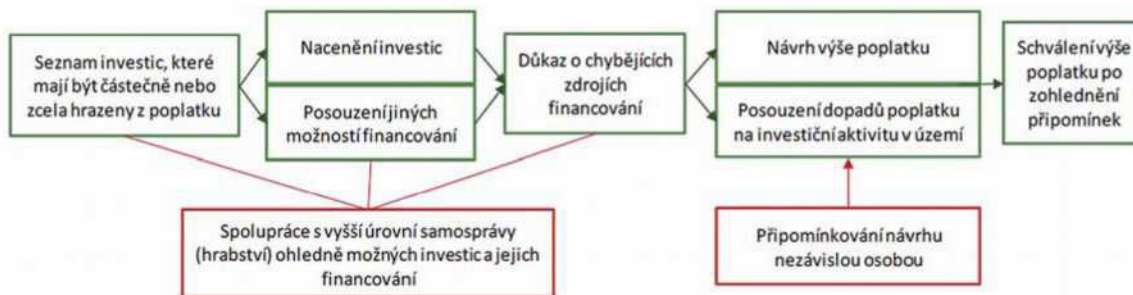 Seznam investic, které
mají být částečně nebo
zcela hrazeny z poplatku
Nacenění investic
Posouzení jiných
možností financování
Důkaz o chybějících
zdrojích
financování
Návrh výše poplatku
Posouzení dopadů poplatku
na investiční aktivitu v území
Schválení výše
poplatku po
zohlednění
připomínek
Spolupráce s vyšší úrovní samosprávy
(hrabství) ohledně možných investic a jejich
financování
Připomínkování návrhu
nezávislou osobou